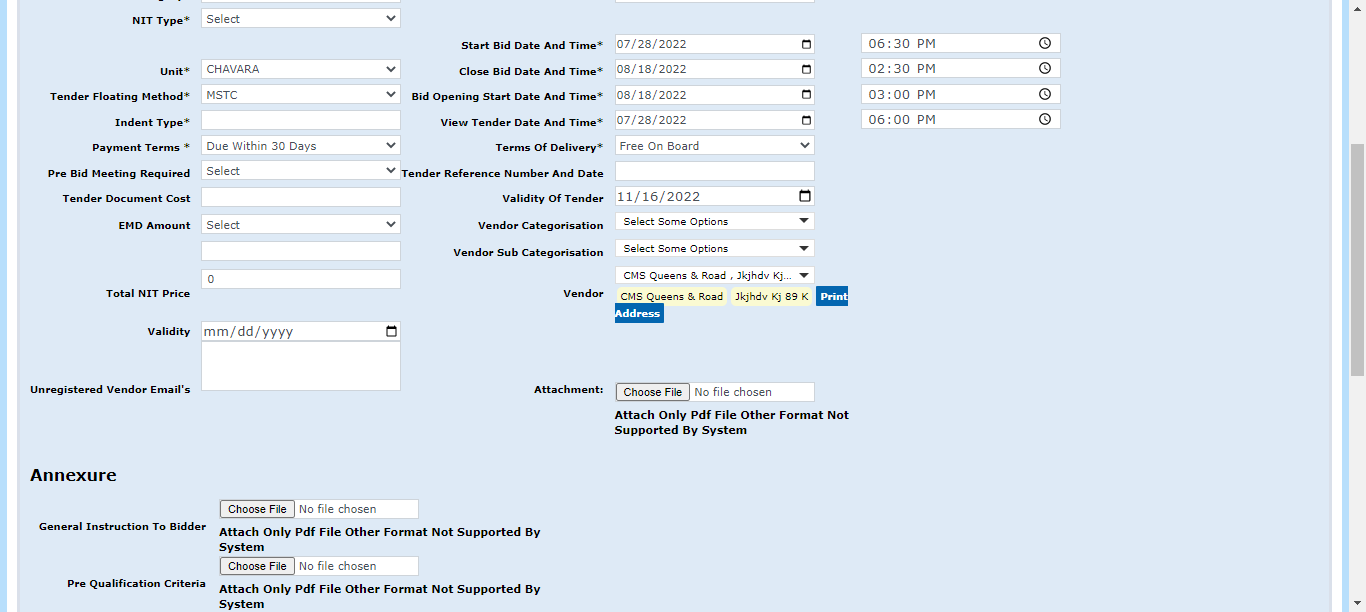 NIT Type* Select
Start Bid Date And Time* 07/28/2022 06:30 PM
Unit* CHAVARA Close Bid Date And Time* 08/18/2022 02:30 PM
Tender Floating Method* MSTC Bid Opening Start Date And Time* 08/18/2022 03:00 PM
Indent Type* View Tender Date And Time* 07/28/2022 06:00 PM
Payment Terms * Due Within 30 Days Terms Of Delivery* Free On Board
Pre Bid Meeting Required Select Tender Reference Number And Date
Tender Document Cost Validity Of Tender 11/16/2022
EMD Amount Select Vendor Categorisation Select Some Options
Vendor Sub Categorisation Select Some Options
0 CMS Queens & Road , Jkjhdv Kj...
Total NIT Price Vendor CMS Queens & Road Jkjhdv Kj 89 K Print
Address
Validity mm/dd/yyyy
Unregistered Vendor Email's Attachment: Choose File No file chosen
Attach Only Pdf File Other Format Not
Supported By System
Annexure
Choose File No file chosen
General Instruction To Bidder
Attach Only Pdf File Other Format Not Supported By
System
Choose File No file chosen
Pre Qualification Criteria
Attach Only Pdf File Other Format Not Supported By
System